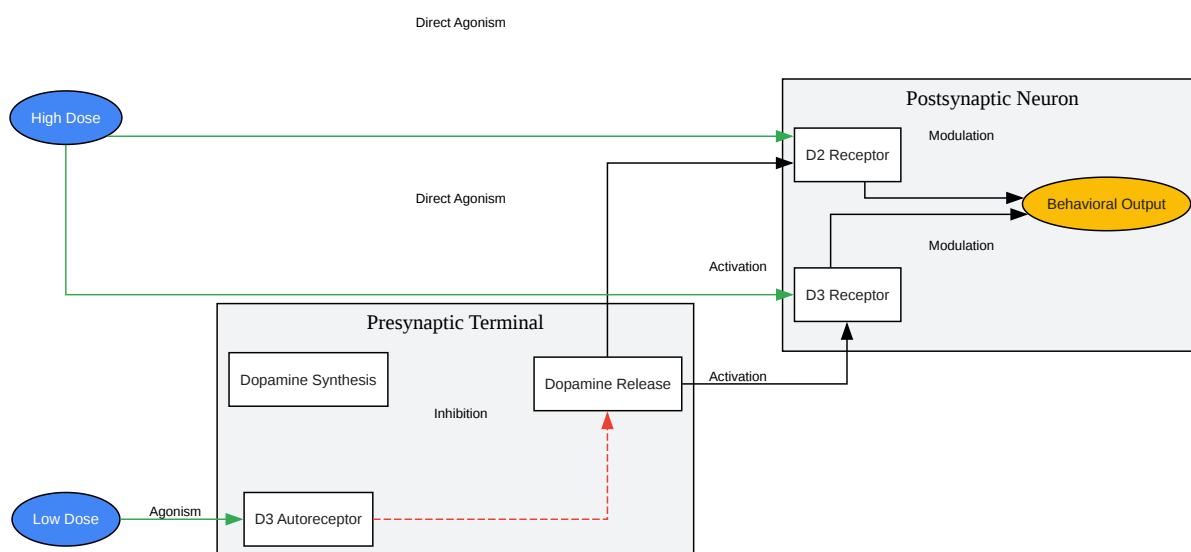 Direct Agonism
Postsynaptic Neuron
High Dose
Modulation
D2 Receptor
Direct Agonism
Behavioral Output
Modulation
Activation
D3 Receptor
Presynaptic Terminal
Dopamine Synthesis
Dopamine Release
Activation
Inhibition
Agonism
Low Dose
D3 Autoreceptor